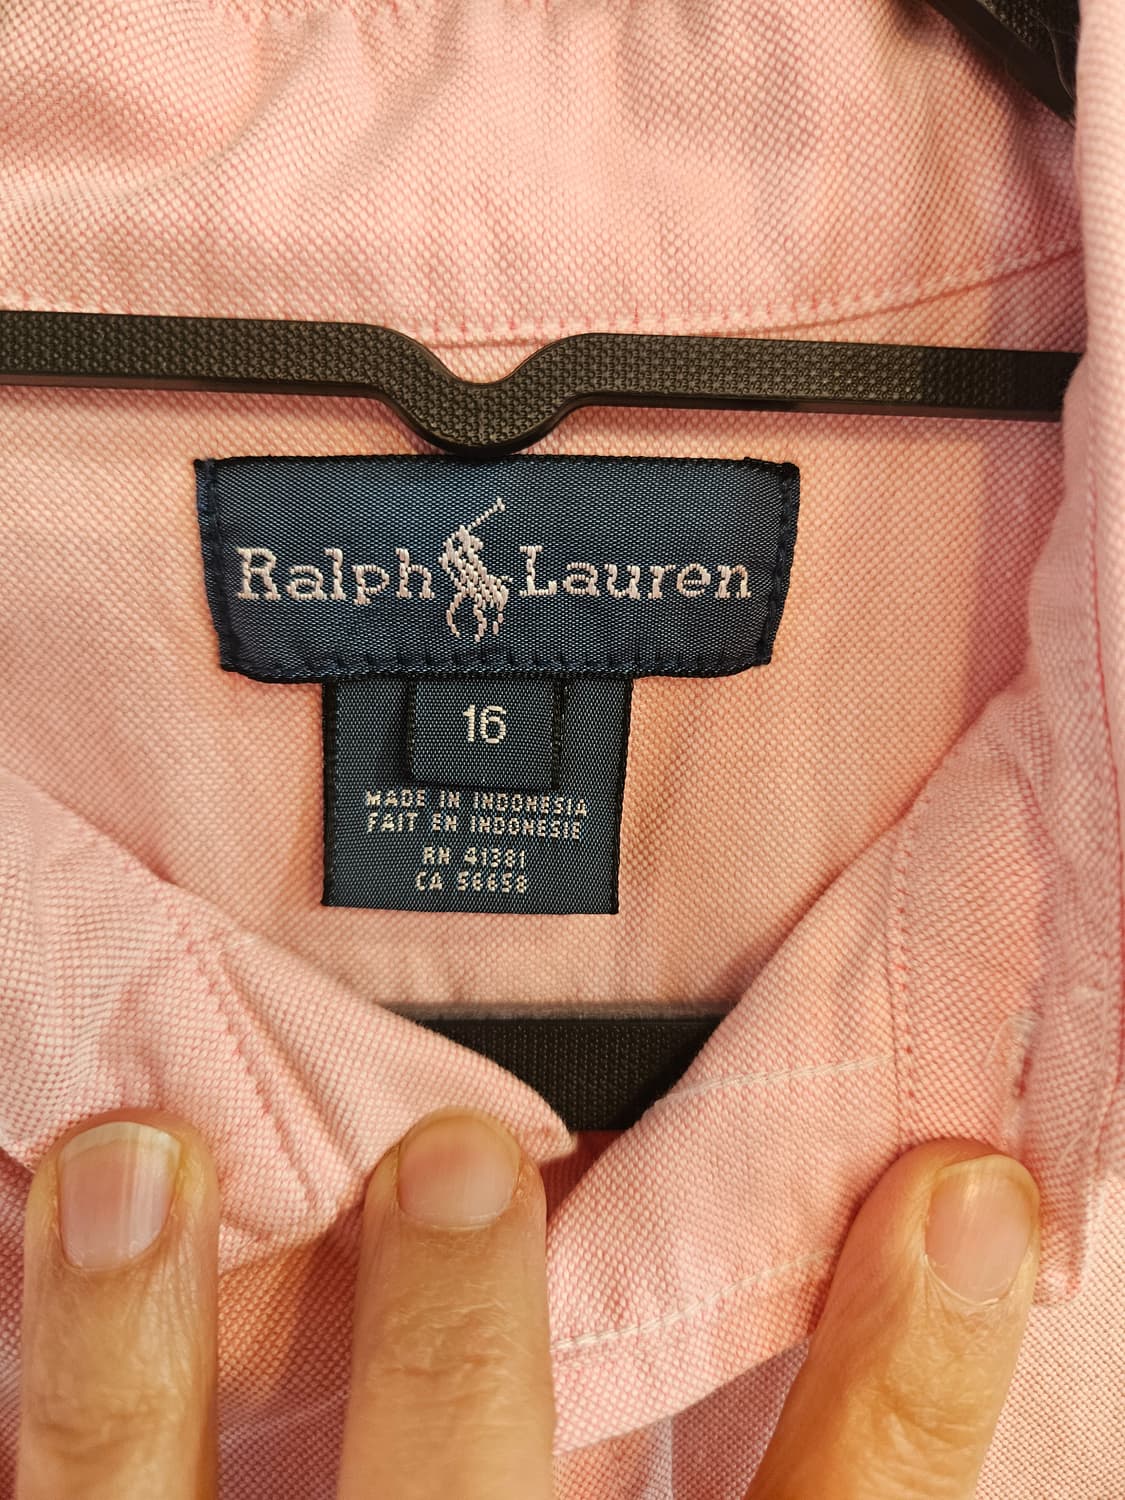 Ralph Lauren
16
MADE IN INDONESIA
FAIT EN INDONESIE
RN 41381
CA 56658